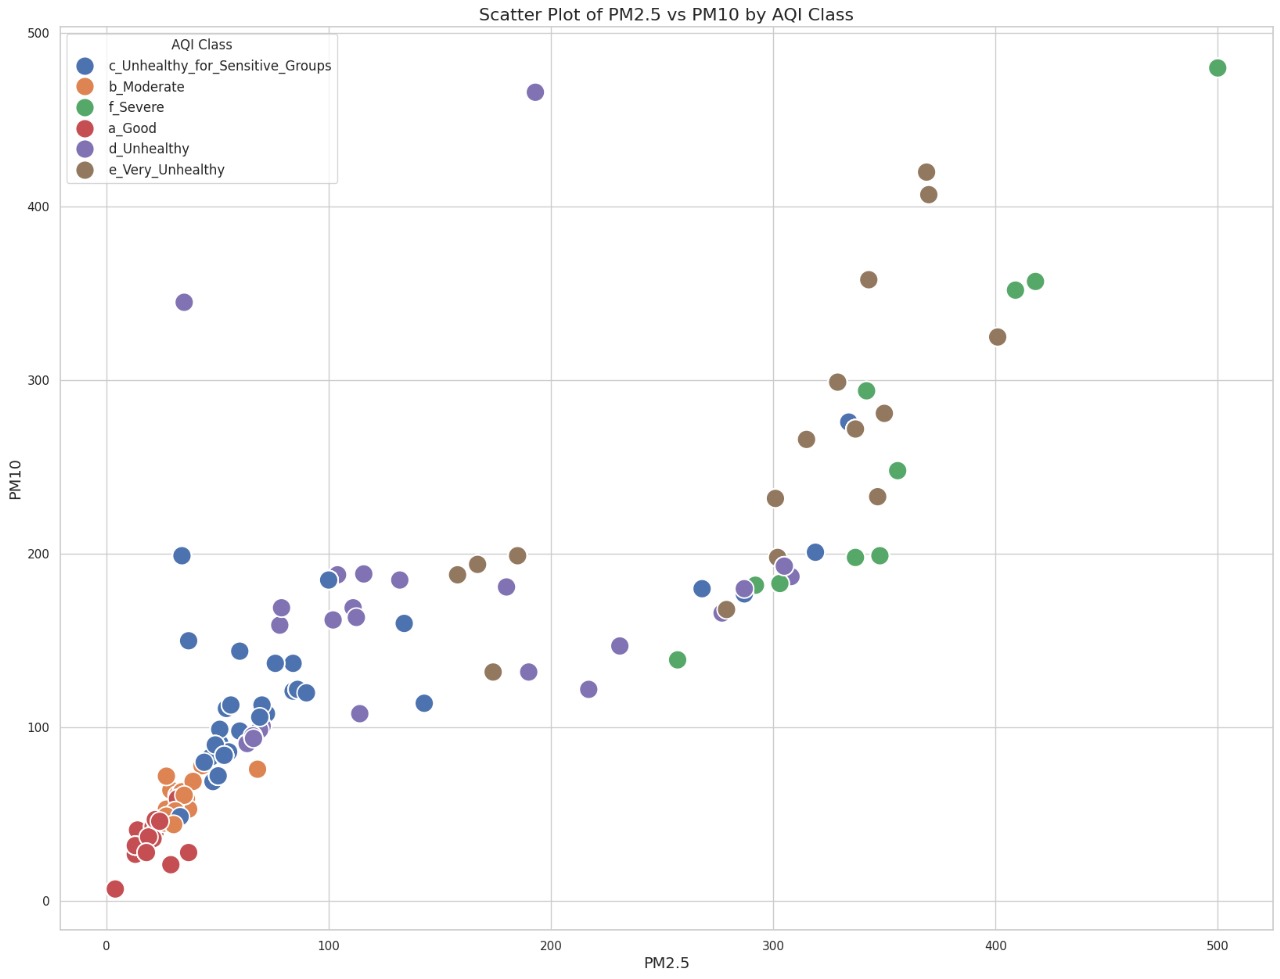 Scatter Plot of PM2.5 vs PM10 by AQI Class
AQI Class
c_Unhealthy_for_Sensitive_Groups
b_Moderate
f_Severe
a_Good
d_Unhealthy
e_Very_Unhealthy
500
400
300
200
100
0
PM10
0 100 200 300 400 500
PM2.5